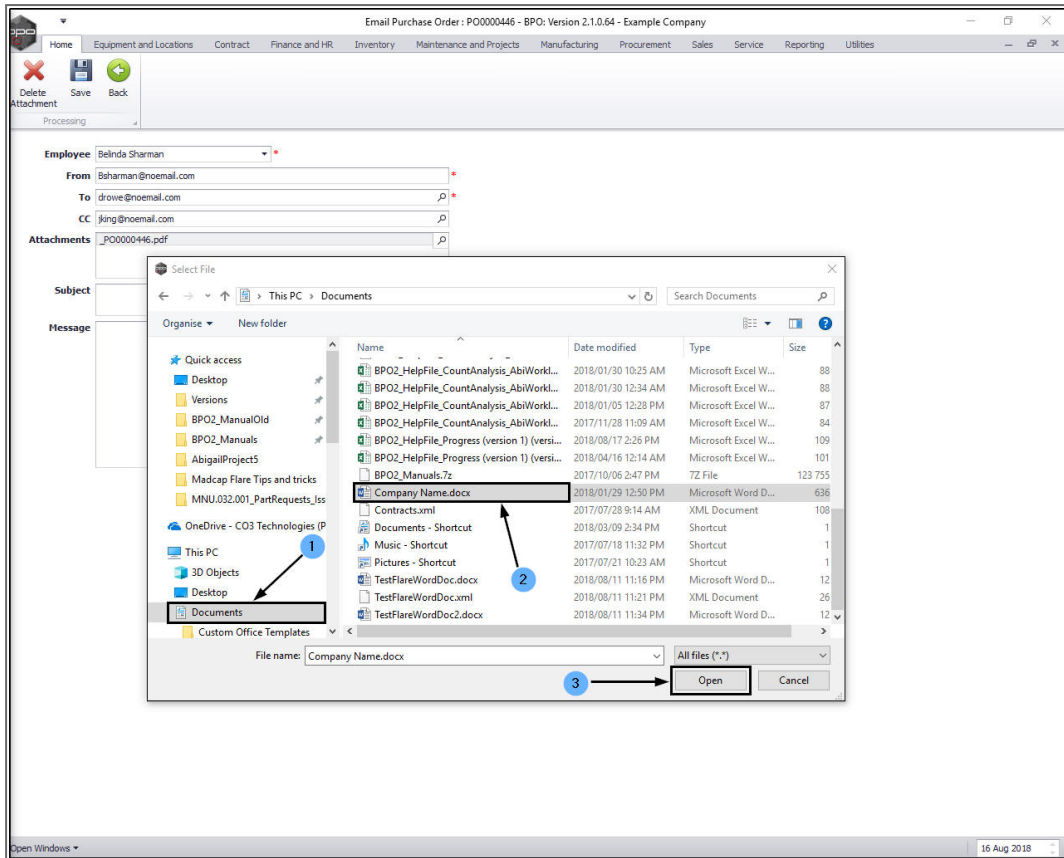 Email Purchase Order : PO0000446 - BPO: Version 2.1.0.64 - Example Company
bpo
Home Equipment and Locations Contract Finance and HR Inventory Maintenance and Projects Manufacturing Procurement Sales Service Reporting Utilities
Delete Attachment Save Back
Processing
Employee Belinda Sharman *
From Bsharman@noemail.com *
To drowe@noemail.com *
CC jking@noemail.com
Attachments _PO0000446.pdf
Subject
Message
Select File
This PC > Documents Search Documents
Organise New folder
Name Date modified Type Size
Quick access
Desktop
Versions
BPO2_ManualOld
BPO2_Manuals
AbigailProject5
Madcap Flare Tips and tricks
MNU.032.001_PartRequests_Iss
OneDrive - CO3 Technologies (P
This PC
3D Objects
Desktop
Documents
Custom Office Templates
BPO2_HelpFile_CountAnalysis_AbiWorkl... 2018/01/30 10:25 AM Microsoft Excel W... 88
BPO2_HelpFile_CountAnalysis_AbiWorkl... 2018/01/30 12:34 AM Microsoft Excel W... 88
BPO2_HelpFile_CountAnalysis_AbiWorkl... 2018/01/05 12:28 PM Microsoft Excel W... 87
BPO2_HelpFile_CountAnalysis_AbiWorkl... 2017/11/28 11:09 AM Microsoft Excel W... 84
BPO2_HelpFile_Progress (version 1) (versi... 2018/08/17 2:26 PM Microsoft Excel W... 109
BPO2_HelpFile_Progress (version 1) (versi... 2018/04/16 12:14 AM Microsoft Excel W... 101
BPO2_Manuals.7z 2017/10/06 2:47 PM 7Z File 123 755
Company Name.docx 2018/01/29 12:50 PM Microsoft Word D... 636
Contracts.xml 2017/07/28 9:14 AM XML Document 108
Documents - Shortcut 2018/03/09 2:34 PM Shortcut 1
Music - Shortcut 2017/07/18 11:32 PM Shortcut 1
Pictures - Shortcut 2017/07/21 10:23 AM Shortcut 1
TestFlareWordDoc.docx 2018/08/11 11:16 PM Microsoft Word D... 12
TestFlareWordDoc.xml 2018/08/11 11:21 PM XML Document 26
TestFlareWordDoc2.docx 2018/08/11 11:34 PM Microsoft Word D... 12
1
2
File name: Company Name.docx All files (*.*)
3
Open Cancel
Open Windows 16 Aug 2018